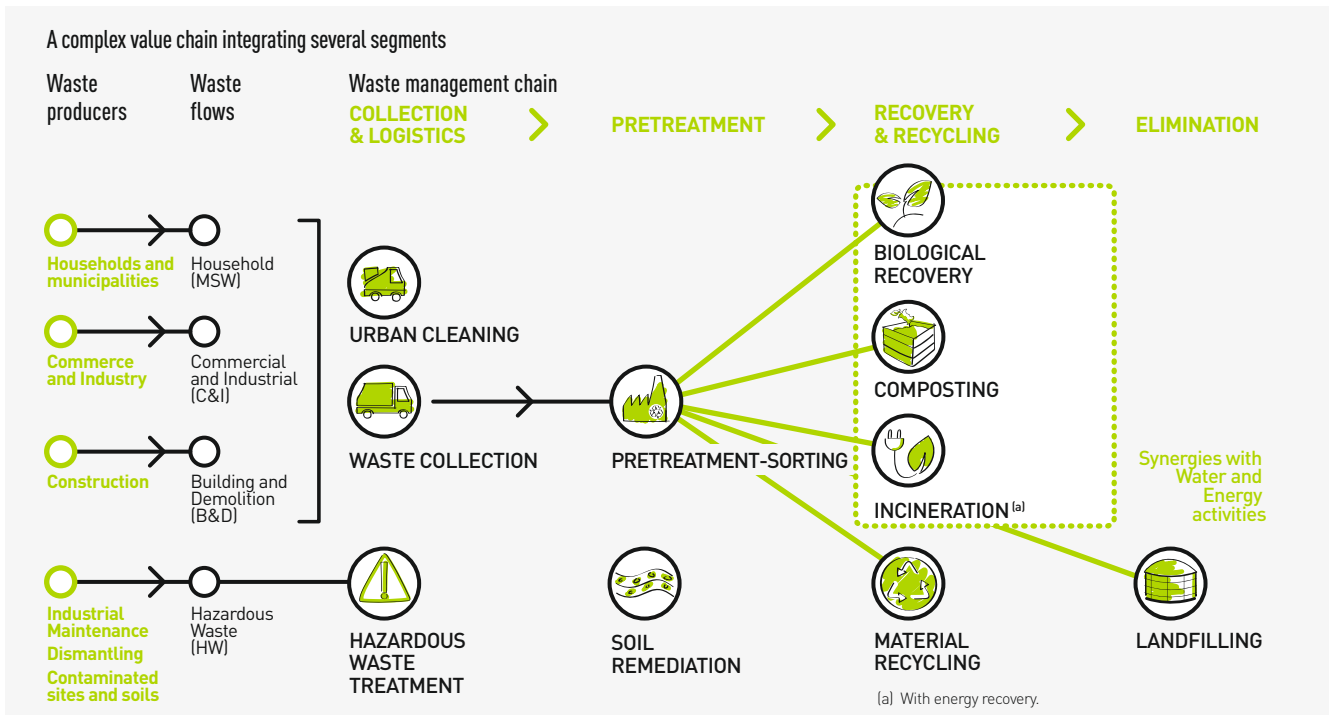 A complex value chain integrating several segments
Waste
producers
Waste
flows
Waste management chain
COLLECTION
& LOGISTICS
PRETREATMENT
RECOVERY
& RECYCLING
ELIMINATION
Households and
municipalities
Household
(MSW)
Commerce
and Industry
Commercial
and Industrial
(C&I)
Construction
Building and
Demolition
(B&D)
Industrial
Maintenance
Dismantling
Contaminated
sites and soils
Hazardous
Waste
(HW)
URBAN CLEANING
WASTE COLLECTION
HAZARDOUS
WASTE
TREATMENT
PRETREATMENT-SORTING
SOIL
REMEDIATION
BIOLOGICAL
RECOVERY
COMPOSTING
INCINERATION (a)
MATERIAL
RECYCLING
Synergies with
Water and
Energy
activities
LANDFILLING
(a) With energy recovery.